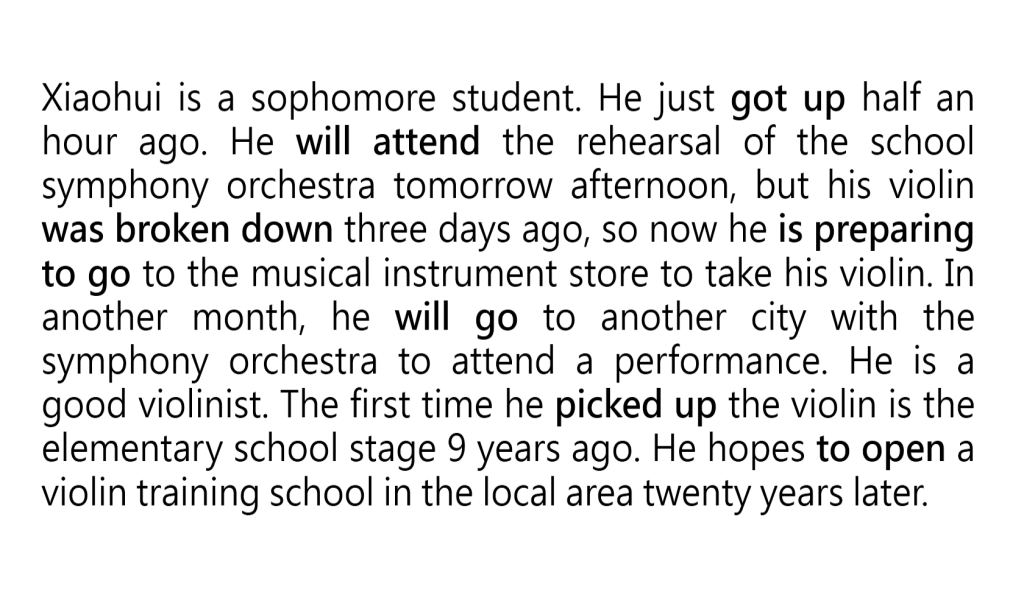 Xiaohui is a sophomore student. He just got up half an
hour ago. He will attend the rehearsal of the school
symphony orchestra tomorrow afternoon, but his violin
was broken down three days ago, so now he is preparing
to go to the musical instrument store to take his violin. In
another month, he will go to another city with the
symphony orchestra to attend a performance. He is a
good violinist. The first time he picked up the violin is the
elementary school stage 9 years ago. He hopes to open a
violin training school in the local area twenty years later.